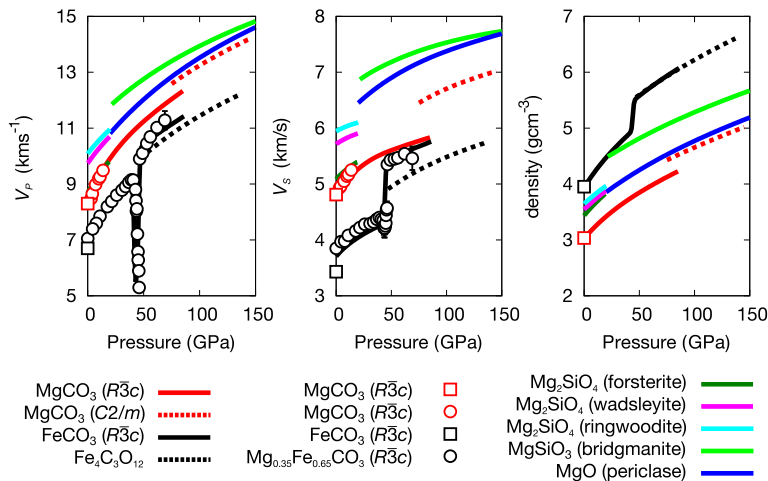 15
13
11
9
7
5
V_P (kms⁻¹)
0 50 100 150
Pressure (GPa)
8
7
6
5
4
3
V_S (km/s)
0 50 100 150
Pressure (GPa)
7
6
5
4
3
2
density (gcm⁻³)
0 50 100 150
Pressure (GPa)
MgCO₃ (R3̅c)
MgCO₃ (C2/m)
FeCO₃ (R3̅c)
Fe₄C₃O₁₂
MgCO₃ (R3̅c)
MgCO₃ (R3̅c)
FeCO₃ (R3̅c)
Mg₀.₃₅Fe₀.₆₅CO₃ (R3̅c)
Mg₂SiO₄ (forsterite)
Mg₂SiO₄ (wadsleyite)
Mg₂SiO₄ (ringwoodite)
MgSiO₃ (bridgmanite)
MgO (periclase)